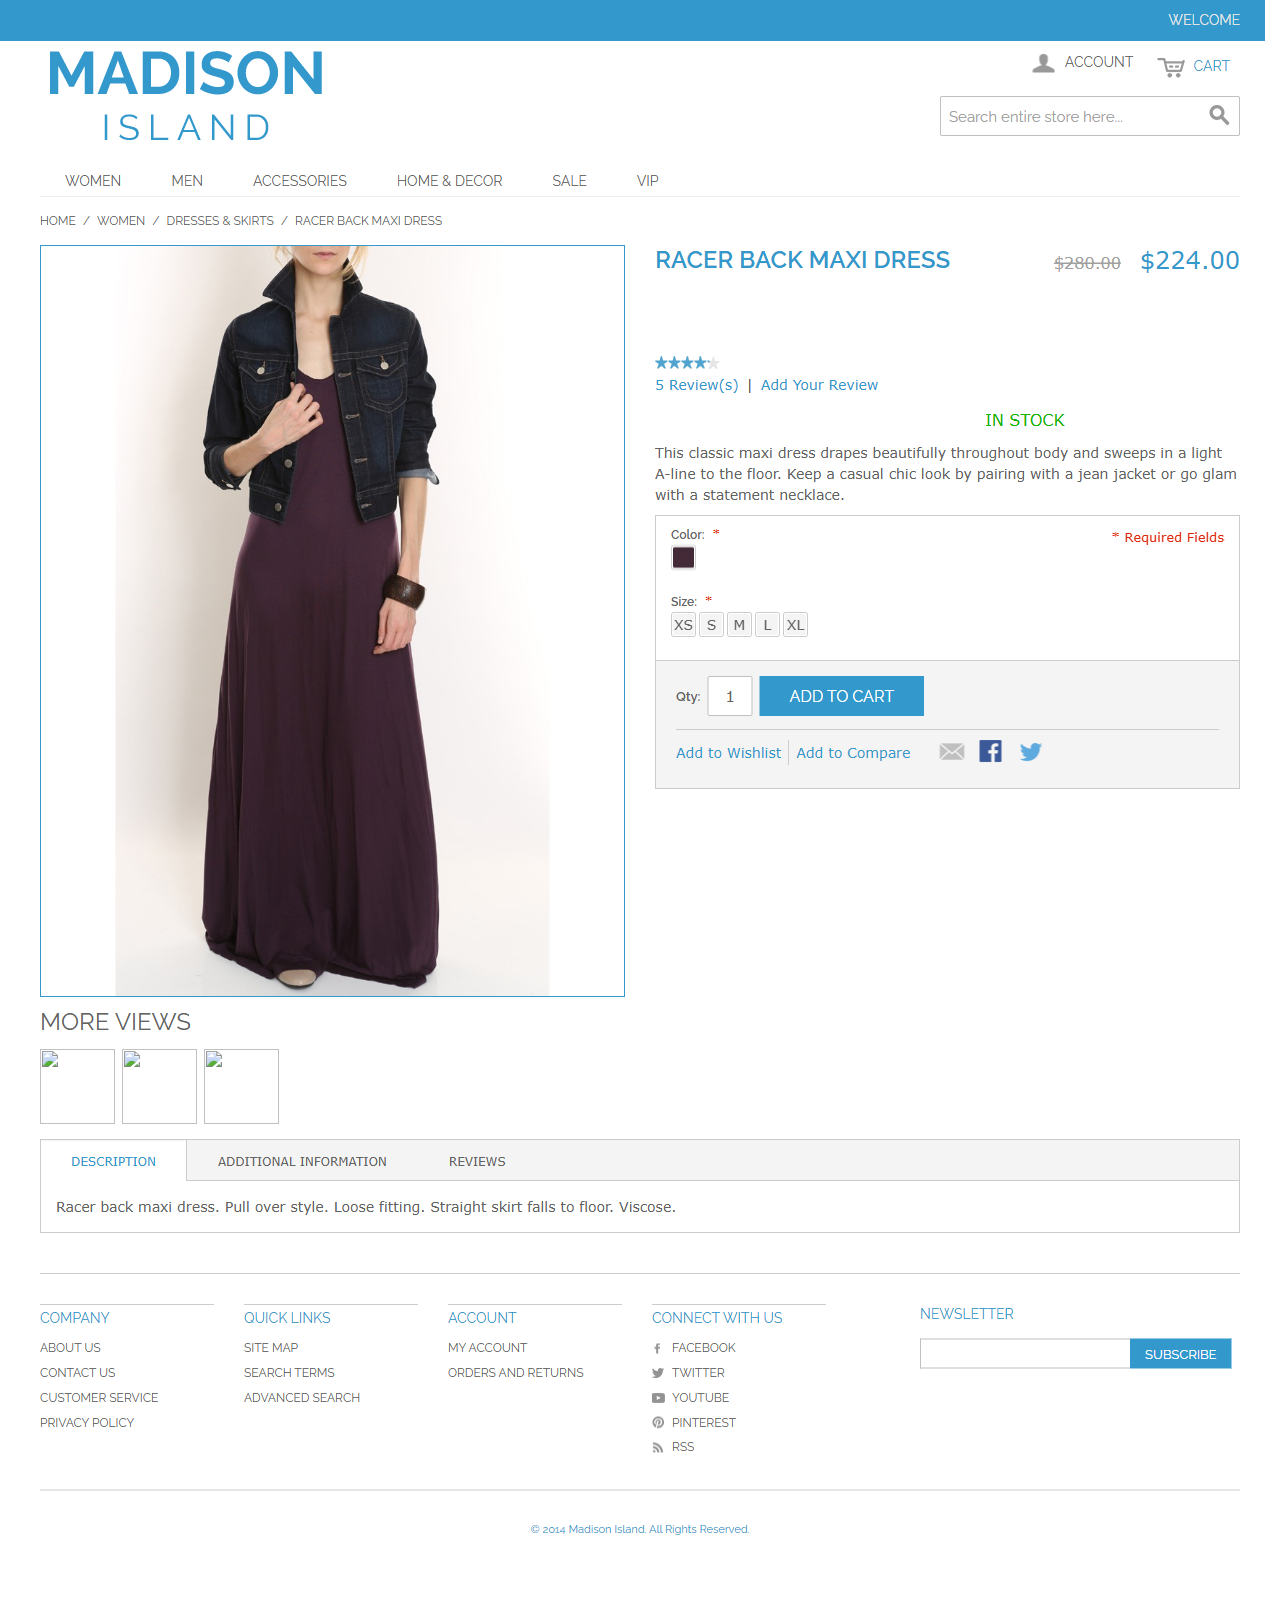 WELCOME
MADISON
ISLAND
ACCOUNT
CART
Search entire store here...
WOMEN MEN ACCESSORIES HOME & DECOR SALE VIP
HOME / WOMEN / DRESSES & SKIRTS / RACER BACK MAXI DRESS
RACER BACK MAXI DRESS $280.00 $224.00
5 Review(s) | Add Your Review
IN STOCK
This classic maxi dress drapes beautifully throughout body and sweeps in a light
A-line to the floor. Keep a casual chic look by pairing with a jean jacket or go glam
with a statement necklace.
Color: * * Required Fields
Size: *
XS S M L XL
Qty: 1 ADD TO CART
Add to Wishlist Add to Compare
MORE VIEWS
DESCRIPTION ADDITIONAL INFORMATION REVIEWS
Racer back maxi dress. Pull over style. Loose fitting. Straight skirt falls to floor. Viscose.
COMPANY
ABOUT US
CONTACT US
CUSTOMER SERVICE
PRIVACY POLICY
QUICK LINKS
SITE MAP
SEARCH TERMS
ADVANCED SEARCH
ACCOUNT
MY ACCOUNT
ORDERS AND RETURNS
CONNECT WITH US
FACEBOOK
TWITTER
YOUTUBE
PINTEREST
RSS
NEWSLETTER
SUBSCRIBE
© 2014 Madison Island. All Rights Reserved.